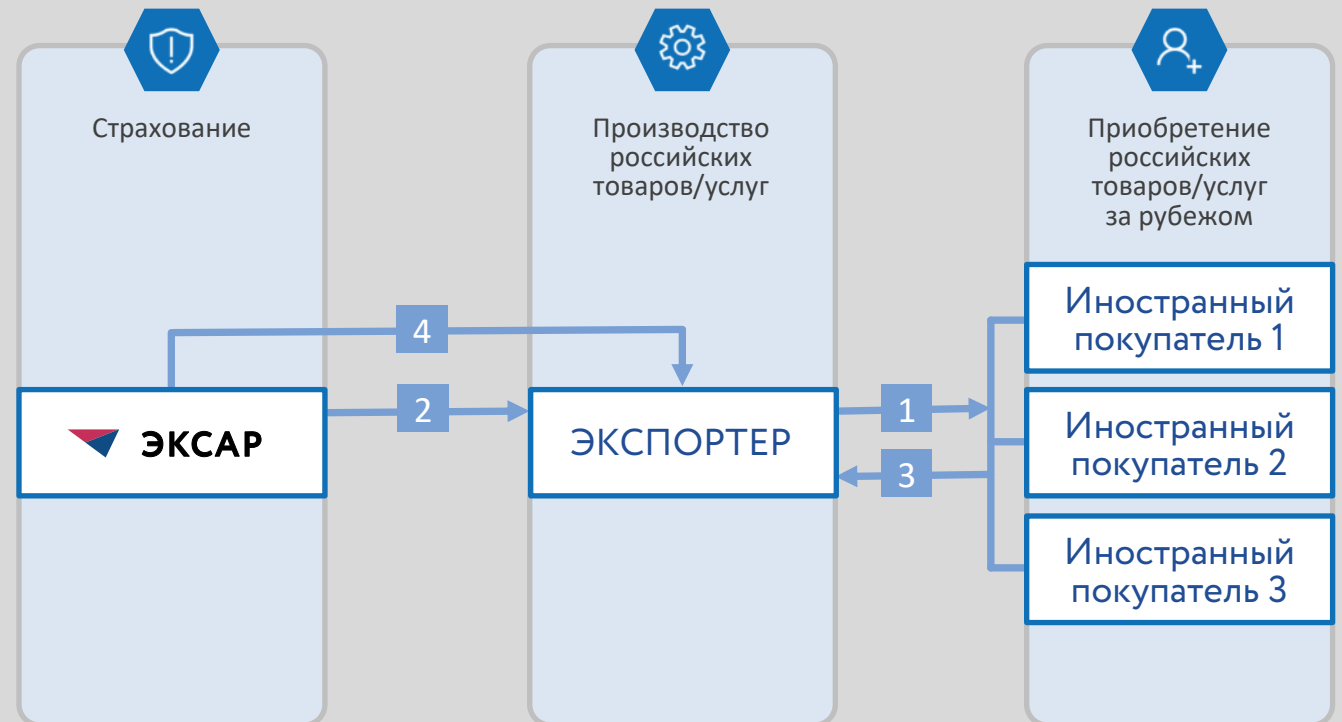 Страхование
Производство
российских
товаров/услуг
Приобретение
российских
товаров/услуг
за рубежом
Иностранный
покупатель 1
4
2
ЭКСАР
ЭКСПОРТЕР
1
3
Иностранный
покупатель 2
Иностранный
покупатель 3